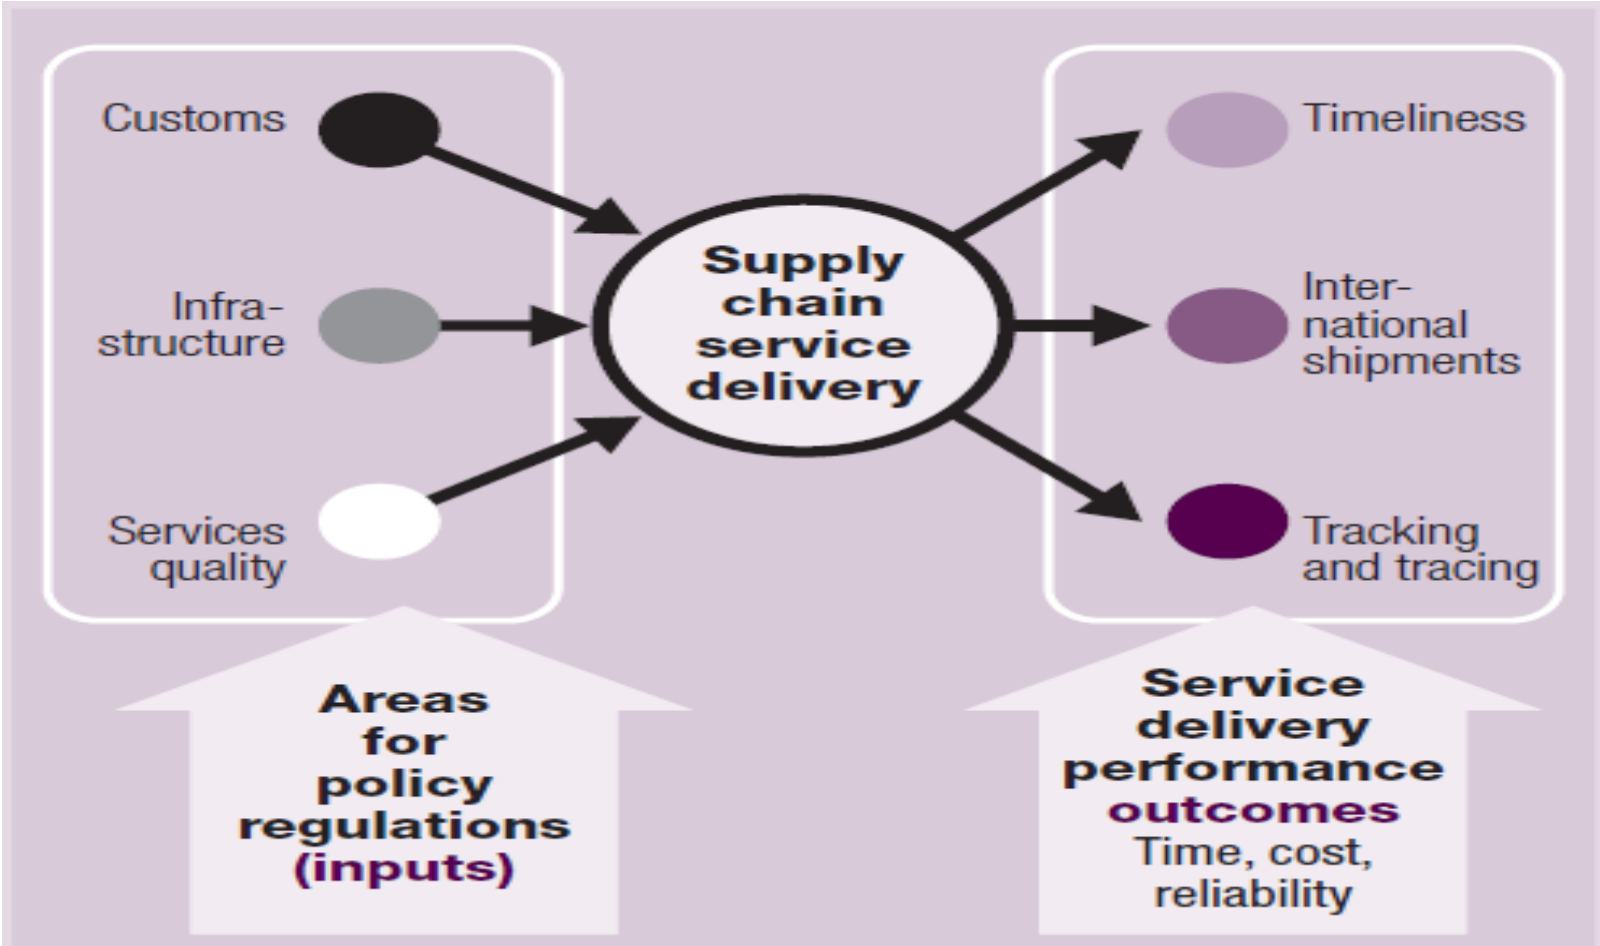 Customs
Infra-
structure
Services
quality
Supply
chain
service
delivery
Timeliness
Inter-
national
shipments
Tracking
and tracing
Areas
for
policy
regulations
(inputs)
Service
delivery
performance
outcomes
Time, cost,
reliability